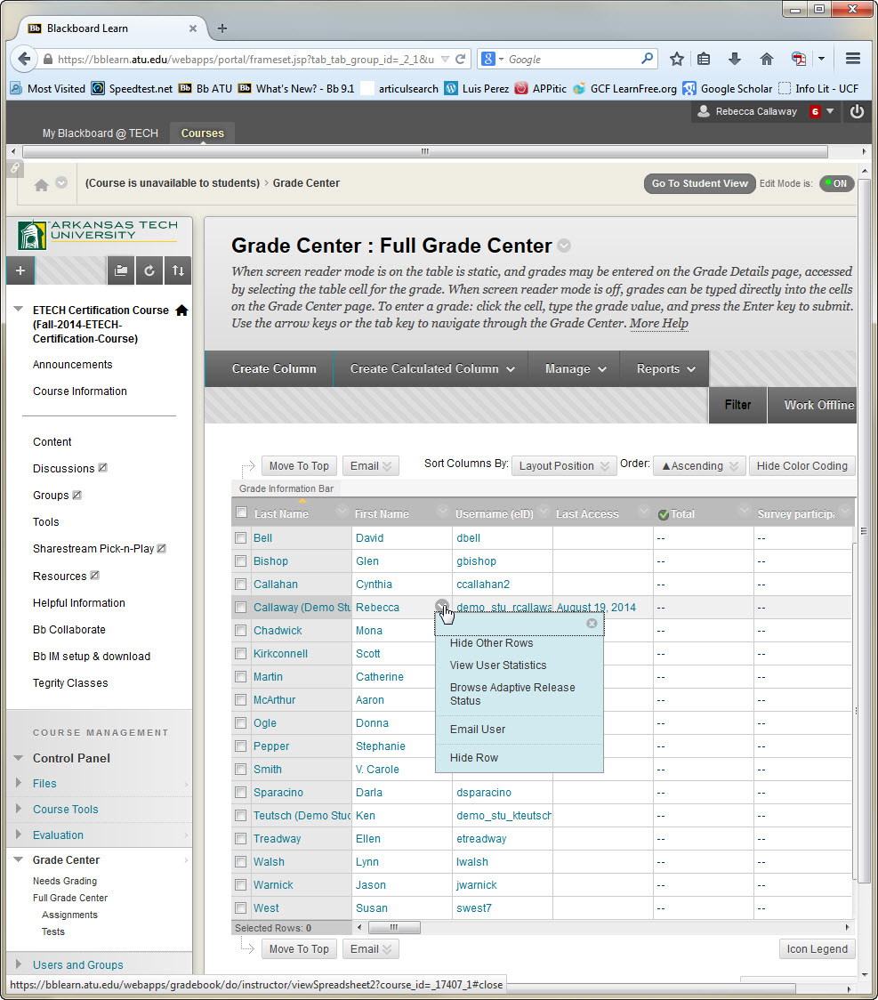 Blackboard Learn
https://bblearn.atu.edu/webapps/portal/frameset.jsp?tab_tab_group_id=_2_1&u
Google
Most Visited Speedtest.net Bb ATU What's New? - Bb 9.1 articulsearch Luis Perez APPitic GCF LearnFree.org Google Scholar Info Lit - UCF
Rebecca Callaway 6
My Blackboard @ TECH Courses
(Course is unavailable to students) > Grade Center Go To Student View Edit Mode is: ON
ARKANSAS TECH
UNIVERSITY
ETECH Certification Course
(Fall-2014-ETECH-
Certification-Course)
Announcements
Course Information
Content
Discussions
Groups
Tools
Sharestream Pick-n-Play
Resources
Helpful Information
Bb Collaborate
Bb IM setup & download
Tegrity Classes
COURSE MANAGEMENT
Control Panel
Files
Course Tools
Evaluation
Grade Center
Needs Grading
Full Grade Center
Assignments
Tests
Users and Groups
Grade Center : Full Grade Center
When screen reader mode is on the table is static, and grades may be entered on the Grade Details page, accessed
by selecting the table cell for the grade. When screen reader mode is off, grades can be typed directly into the cells
on the Grade Center page. To enter a grade: click the cell, type the grade value, and press the Enter key to submit.
Use the arrow keys or the tab key to navigate through the Grade Center. More Help
Create Column Create Calculated Column Manage Reports
Filter Work Offline
Move To Top Email Sort Columns By: Layout Position Order: ▲Ascending Hide Color Coding
Grade Information Bar
Last Name First Name Username (eID) Last Access Total Survey particip
Bell David dbell -- --
Bishop Glen gbishop -- --
Callahan Cynthia ccallahan2 -- --
Callaway (Demo Stu Rebecca demo_stu_rcallawa August 19, 2014 -- --
Chadwick Mona -- --
Kirkconnell Scott -- --
Martin Catherine -- --
McArthur Aaron -- --
Ogle Donna -- --
Pepper Stephanie -- --
Smith V. Carole -- --
Sparacino Darla dsparacino -- --
Teutsch (Demo Stud Ken demo_stu_kteutsch -- --
Treadway Ellen etreadway -- --
Walsh Lynn lwalsh -- --
Warnick Jason jwarnick -- --
West Susan swest7 -- --
Hide Other Rows
View User Statistics
Browse Adaptive Release
Status
Email User
Hide Row
Selected Rows: 0
Move To Top Email Icon Legend
https://bblearn.atu.edu/webapps/gradebook/do/instructor/viewSpreadsheet2?course_id=_17407_1#close